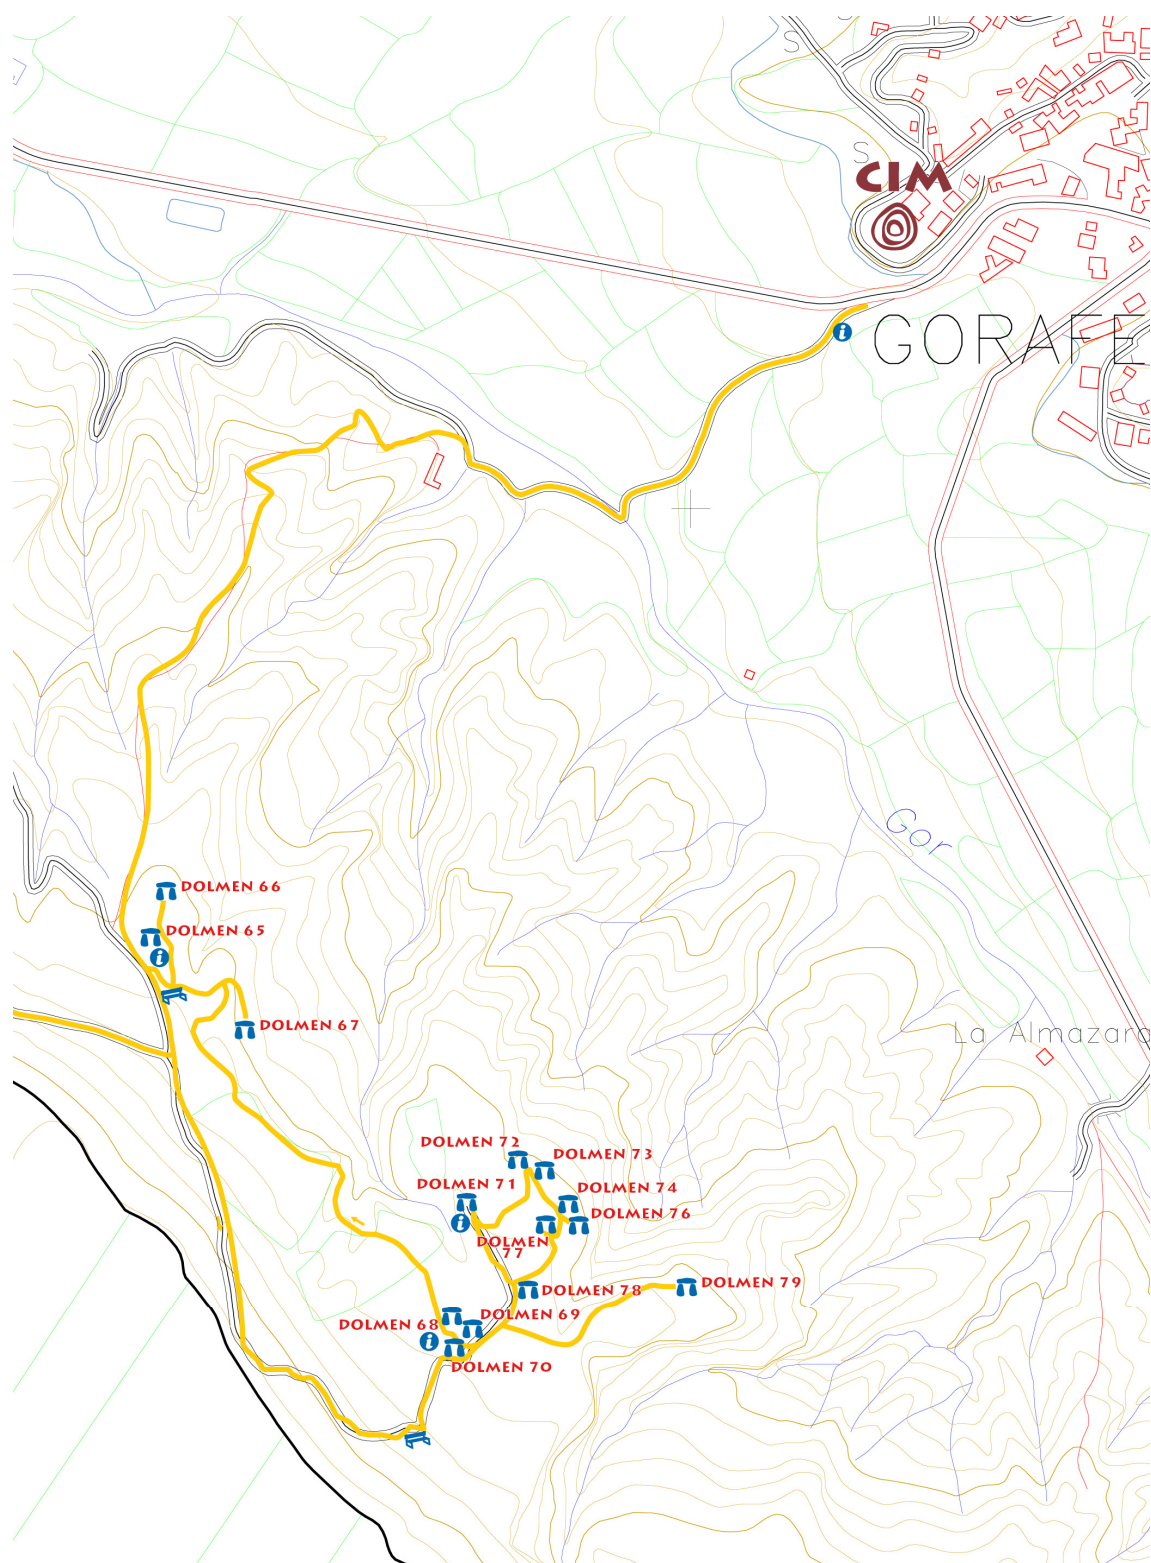 S
S
CIM
GORAFE
Gor
DOLMEN 66
DOLMEN 65
DOLMEN 67
La Almazara
DOLMEN 72
DOLMEN 73
DOLMEN 71
DOLMEN 74
DOLMEN 76
DOLMEN
77
DOLMEN 79
DOLMEN 78
DOLMEN 69
DOLMEN 68
DOLMEN 70